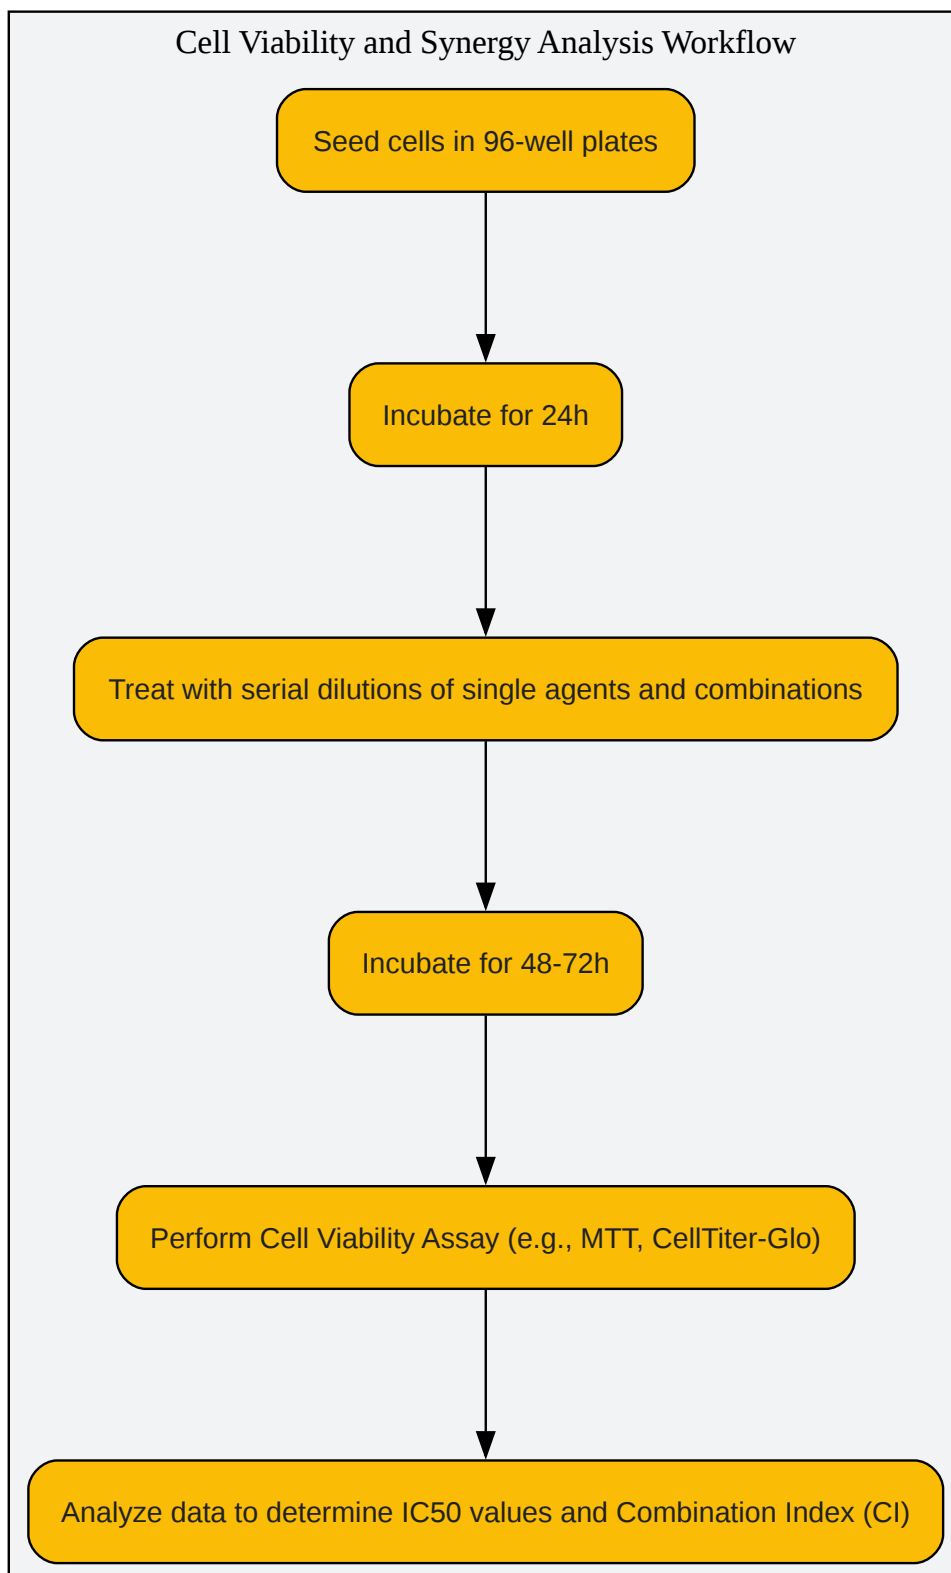 Cell Viability and Synergy Analysis Workflow
Seed cells in 96-well plates
Incubate for 24h
Treat with serial dilutions of single agents and combinations
Incubate for 48-72h
Perform Cell Viability Assay (e.g., MTT, CellTiter-Glo)
Analyze data to determine IC50 values and Combination Index (CI)